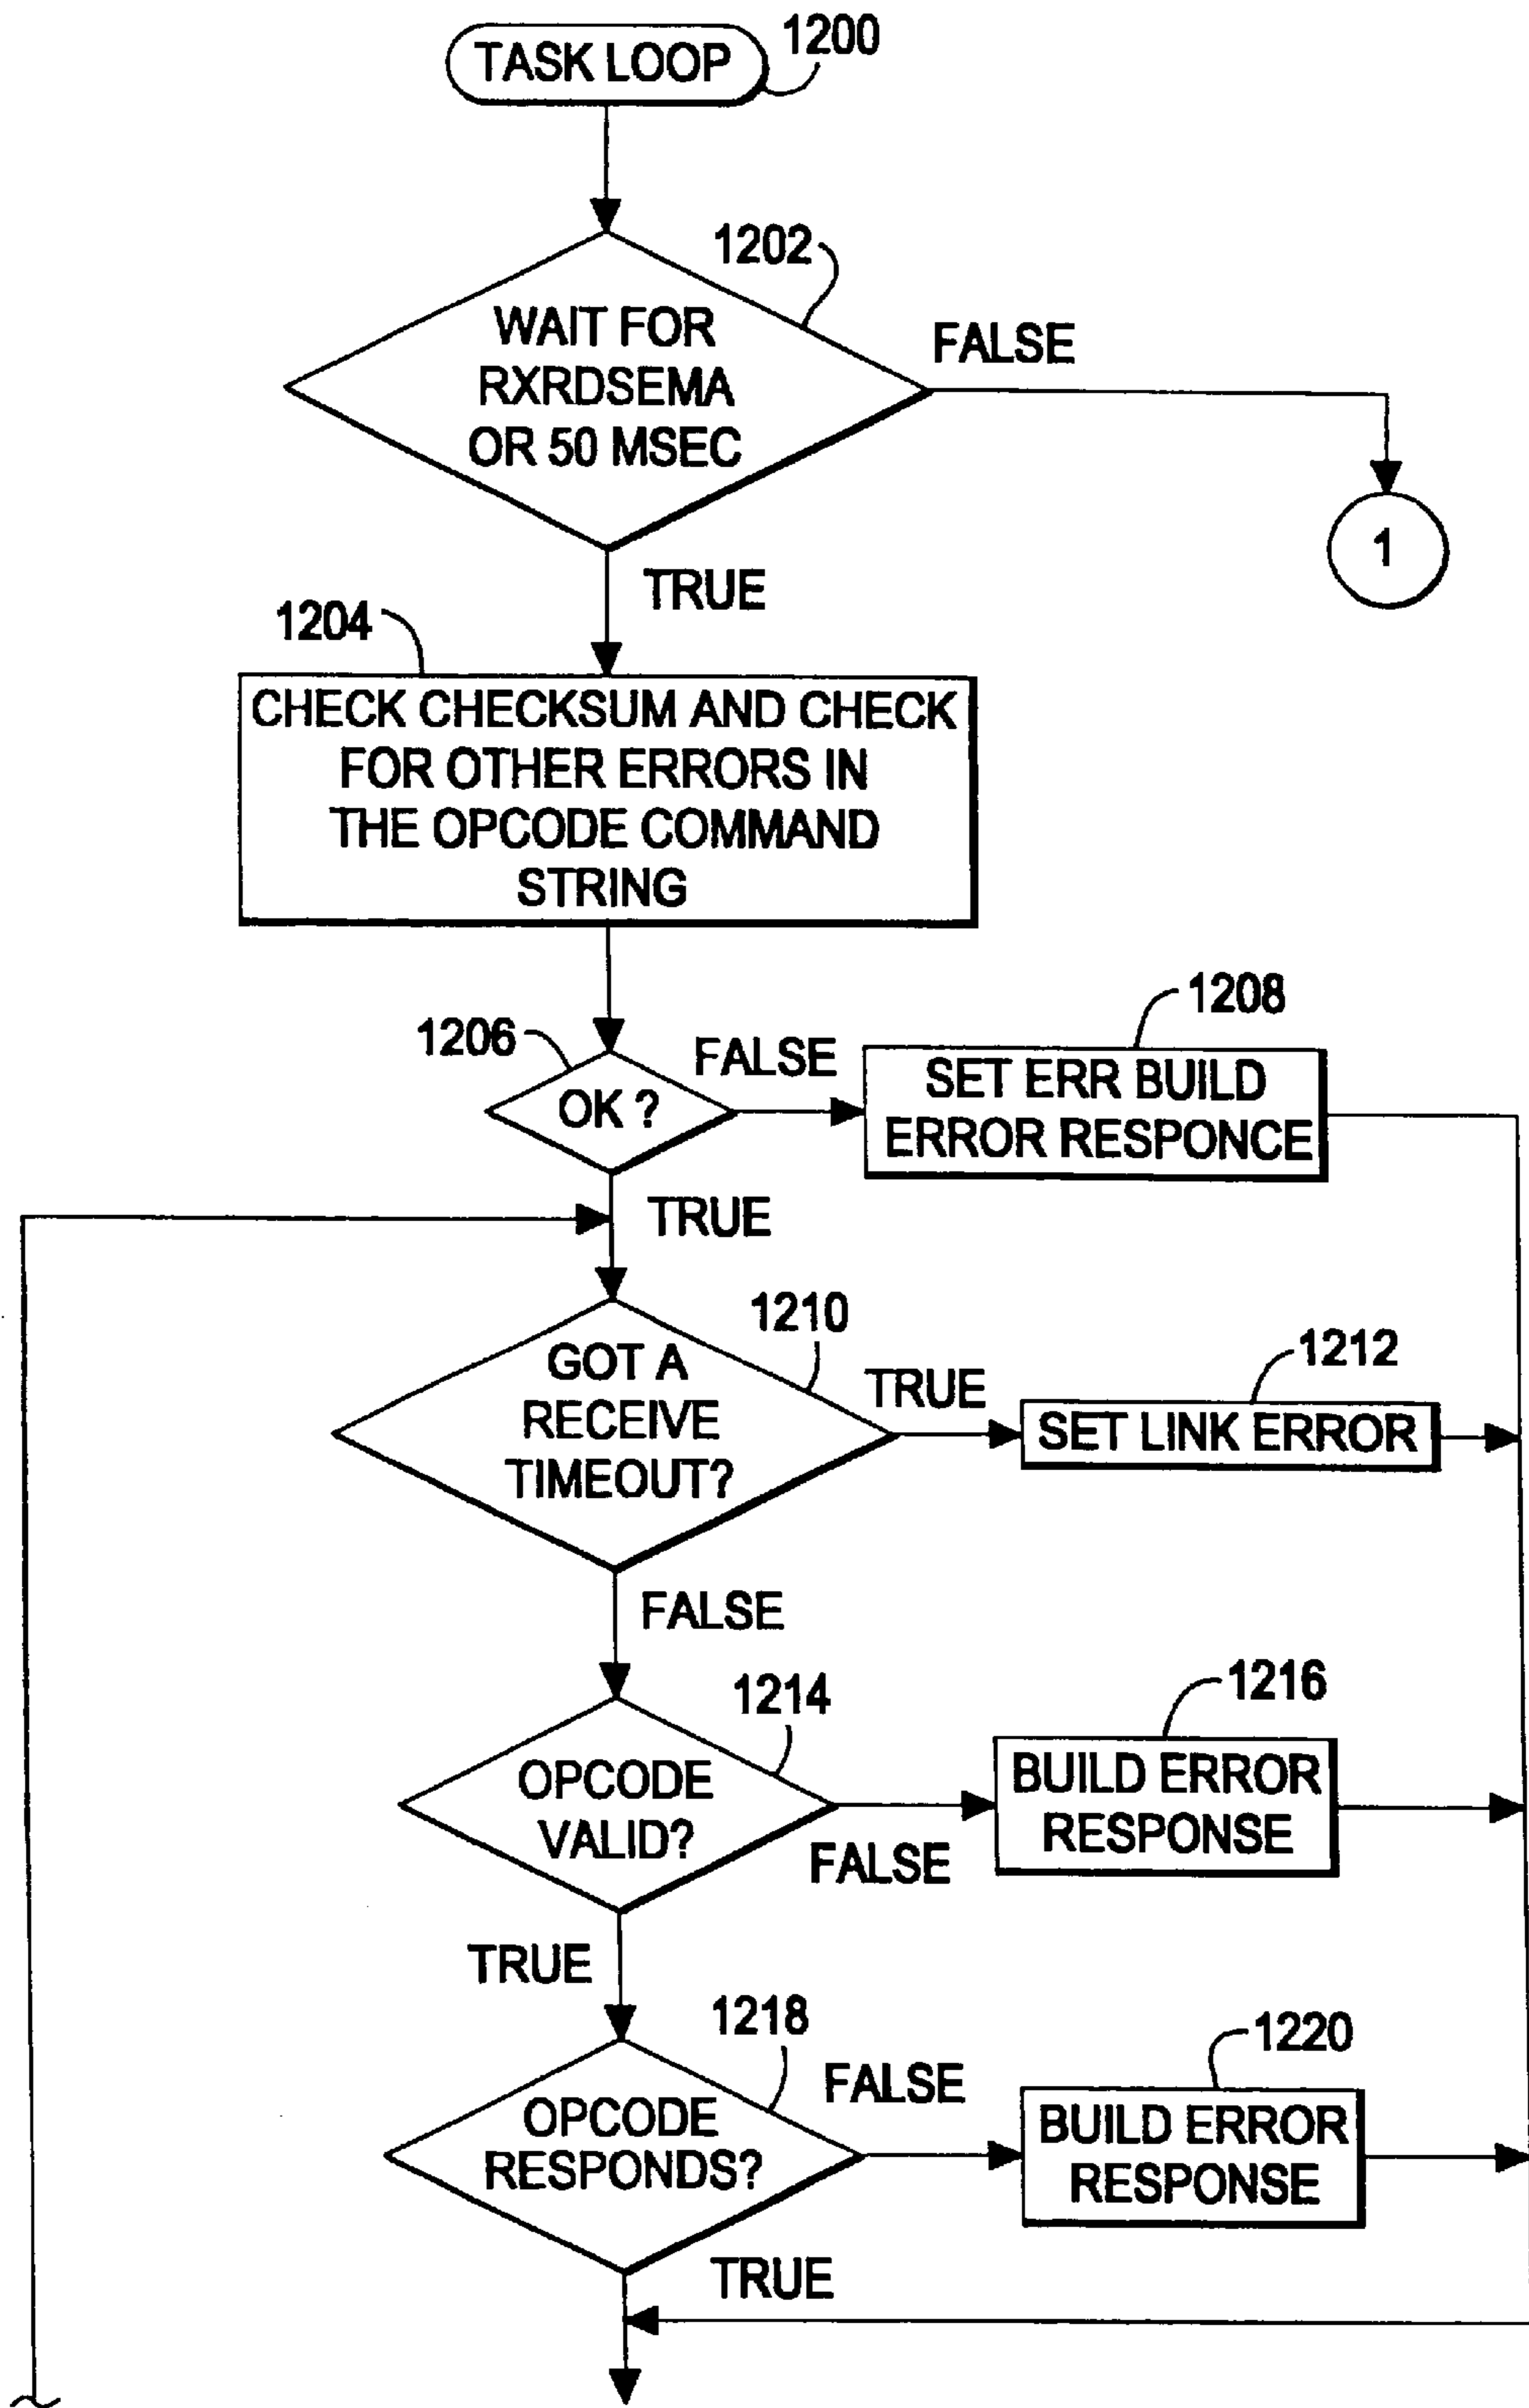 TASK LOOP
1200
1202
WAIT FOR
RXRDSEMA
OR 50 MSEC
FALSE
1
TRUE
1204
CHECK CHECKSUM AND CHECK
FOR OTHER ERRORS IN
THE OPCODE COMMAND
STRING
1206
OK ?
FALSE
1208
SET ERR BUILD
ERROR RESPONCE
TRUE
1210
GOT A
RECEIVE
TIMEOUT?
TRUE
1212
SET LINK ERROR
FALSE
1214
OPCODE
VALID?
FALSE
1216
BUILD ERROR
RESPONSE
TRUE
1218
OPCODE
RESPONDS?
FALSE
1220
BUILD ERROR
RESPONSE
TRUE